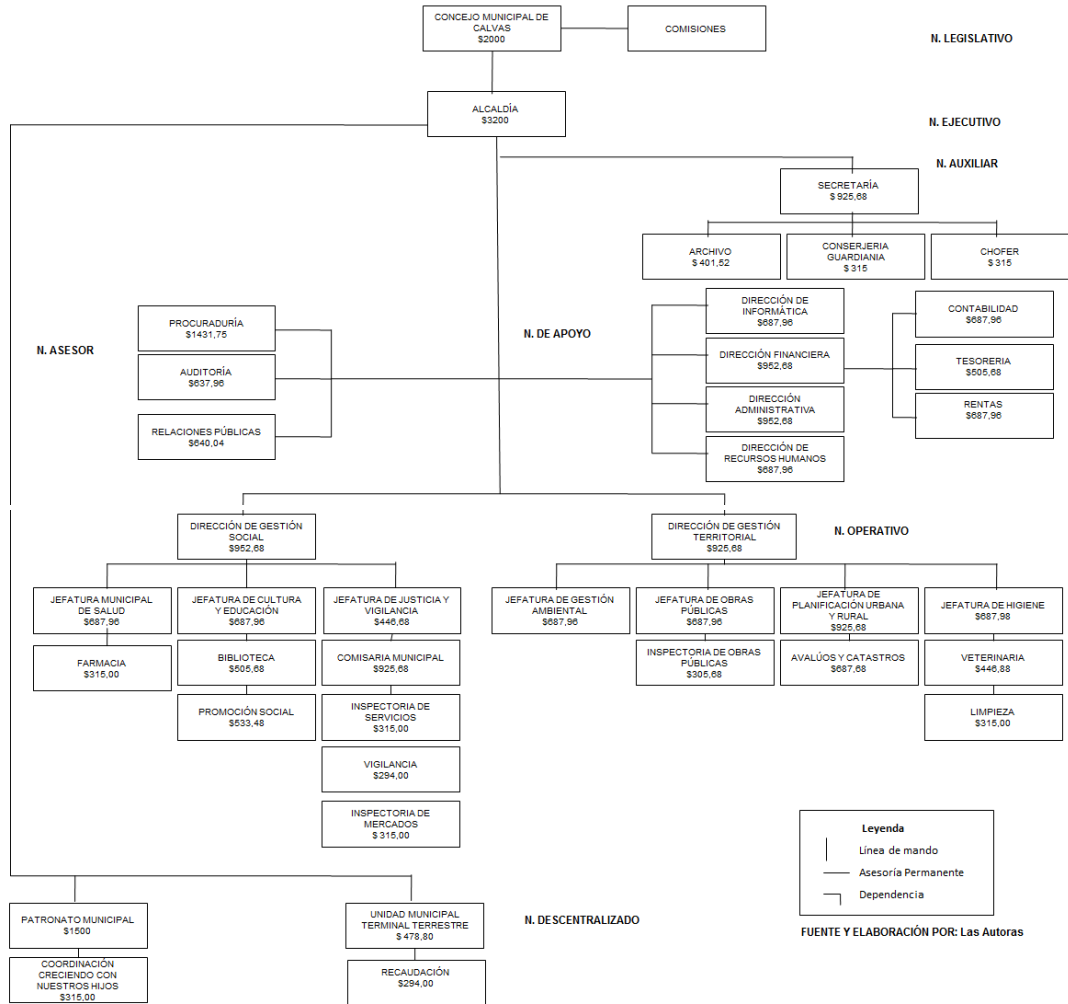 CONCEJO MUNICIPAL DE
CALVAS
$2000
COMISIONES
N. LEGISLATIVO
ALCALDÍA
$3200
N. EJECUTIVO
N. AUXILIAR
SECRETARÍA
$ 925,68
ARCHIVO
$ 401,52
CONSERJERIA
GUARDIANIA
$ 315
CHOFER
$ 315
PROCURADURÍA
$1431,75
N. ASESOR
AUDITORÍA
$637,96
RELACIONES PÚBLICAS
$640,04
N. DE APOYO
DIRECCIÓN DE
INFORMÁTICA
$687,96
DIRECCIÓN FINANCIERA
$952,68
DIRECCIÓN
ADMINISTRATIVA
$952,68
DIRECCIÓN DE
RECURSOS HUMANOS
$687,96
CONTABILIDAD
$687,96
TESORERIA
$505,68
RENTAS
$687,96
DIRECCIÓN DE GESTIÓN
SOCIAL
$952,68
DIRECCIÓN DE GESTIÓN
TERRITORIAL
$925,68
N. OPERATIVO
JEFATURA MUNICIPAL
DE SALUD
$687,96
JEFATURA DE CULTURA
Y EDUCACIÓN
$687,96
JEFATURA DE JUSTICIA Y
VIGILANCIA
$446,68
JEFATURA DE GESTIÓN
AMBIENTAL
$687,96
JEFATURA DE OBRAS
PÚBLICAS
$687,96
JEFATURA DE
PLANIFICACIÓN URBANA
Y RURAL
$925,68
JEFATURA DE HIGIENE
$687,98
FARMACIA
$315,00
BIBLIOTECA
$505,68
COMISARIA MUNICIPAL
$925,68
INSPECTORIA DE OBRAS
PÚBLICAS
$305,68
AVALÚOS Y CATASTROS
$687,68
VETERINARIA
$446,88
PROMOCIÓN SOCIAL
$533,48
INSPECTORIA DE
SERVICIOS
$315,00
LIMPIEZA
$315,00
VIGILANCIA
$294,00
INSPECTORIA DE
MERCADOS
$ 315,00
Leyenda
Línea de mando
Asesoría Permanente
Dependencia
PATRONATO MUNICIPAL
$1500
UNIDAD MUNICIPAL
TERMINAL TERRESTRE
$ 478,80
N. DESCENTRALIZADO
FUENTE Y ELABORACIÓN POR: Las Autoras
COORDINACIÓN
CRECIENDO CON
NUESTROS HIJOS
$315,00
RECAUDACIÓN
$294,00